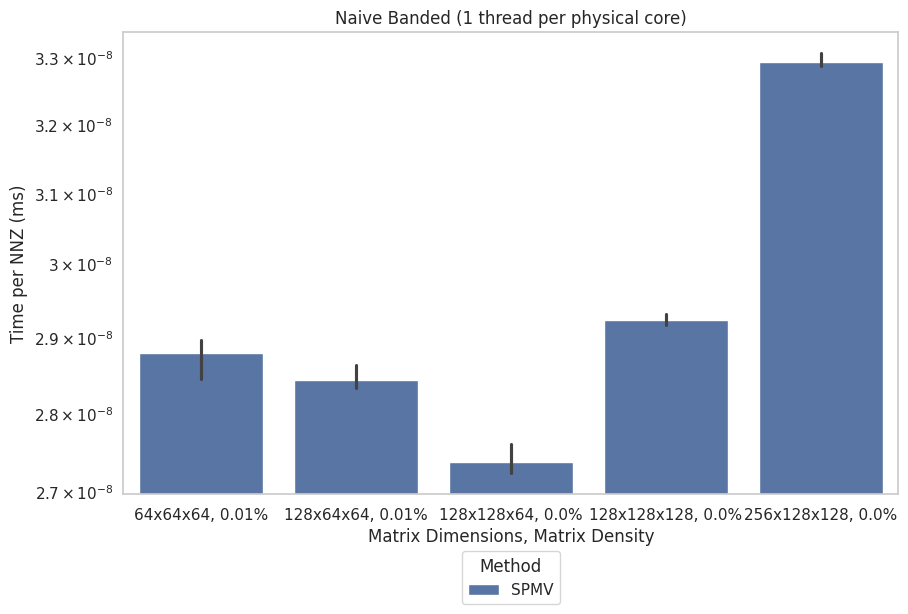 Naive Banded (1 thread per physical core)
Time per NNZ (ms)
3.3 × 10⁻⁸
3.2 × 10⁻⁸
3.1 × 10⁻⁸
3 × 10⁻⁸
2.9 × 10⁻⁸
2.8 × 10⁻⁸
2.7 × 10⁻⁸
64x64x64, 0.01%
128x64x64, 0.01%
128x128x64, 0.0%
128x128x128, 0.0%
256x128x128, 0.0%
Matrix Dimensions, Matrix Density
Method
SPMV